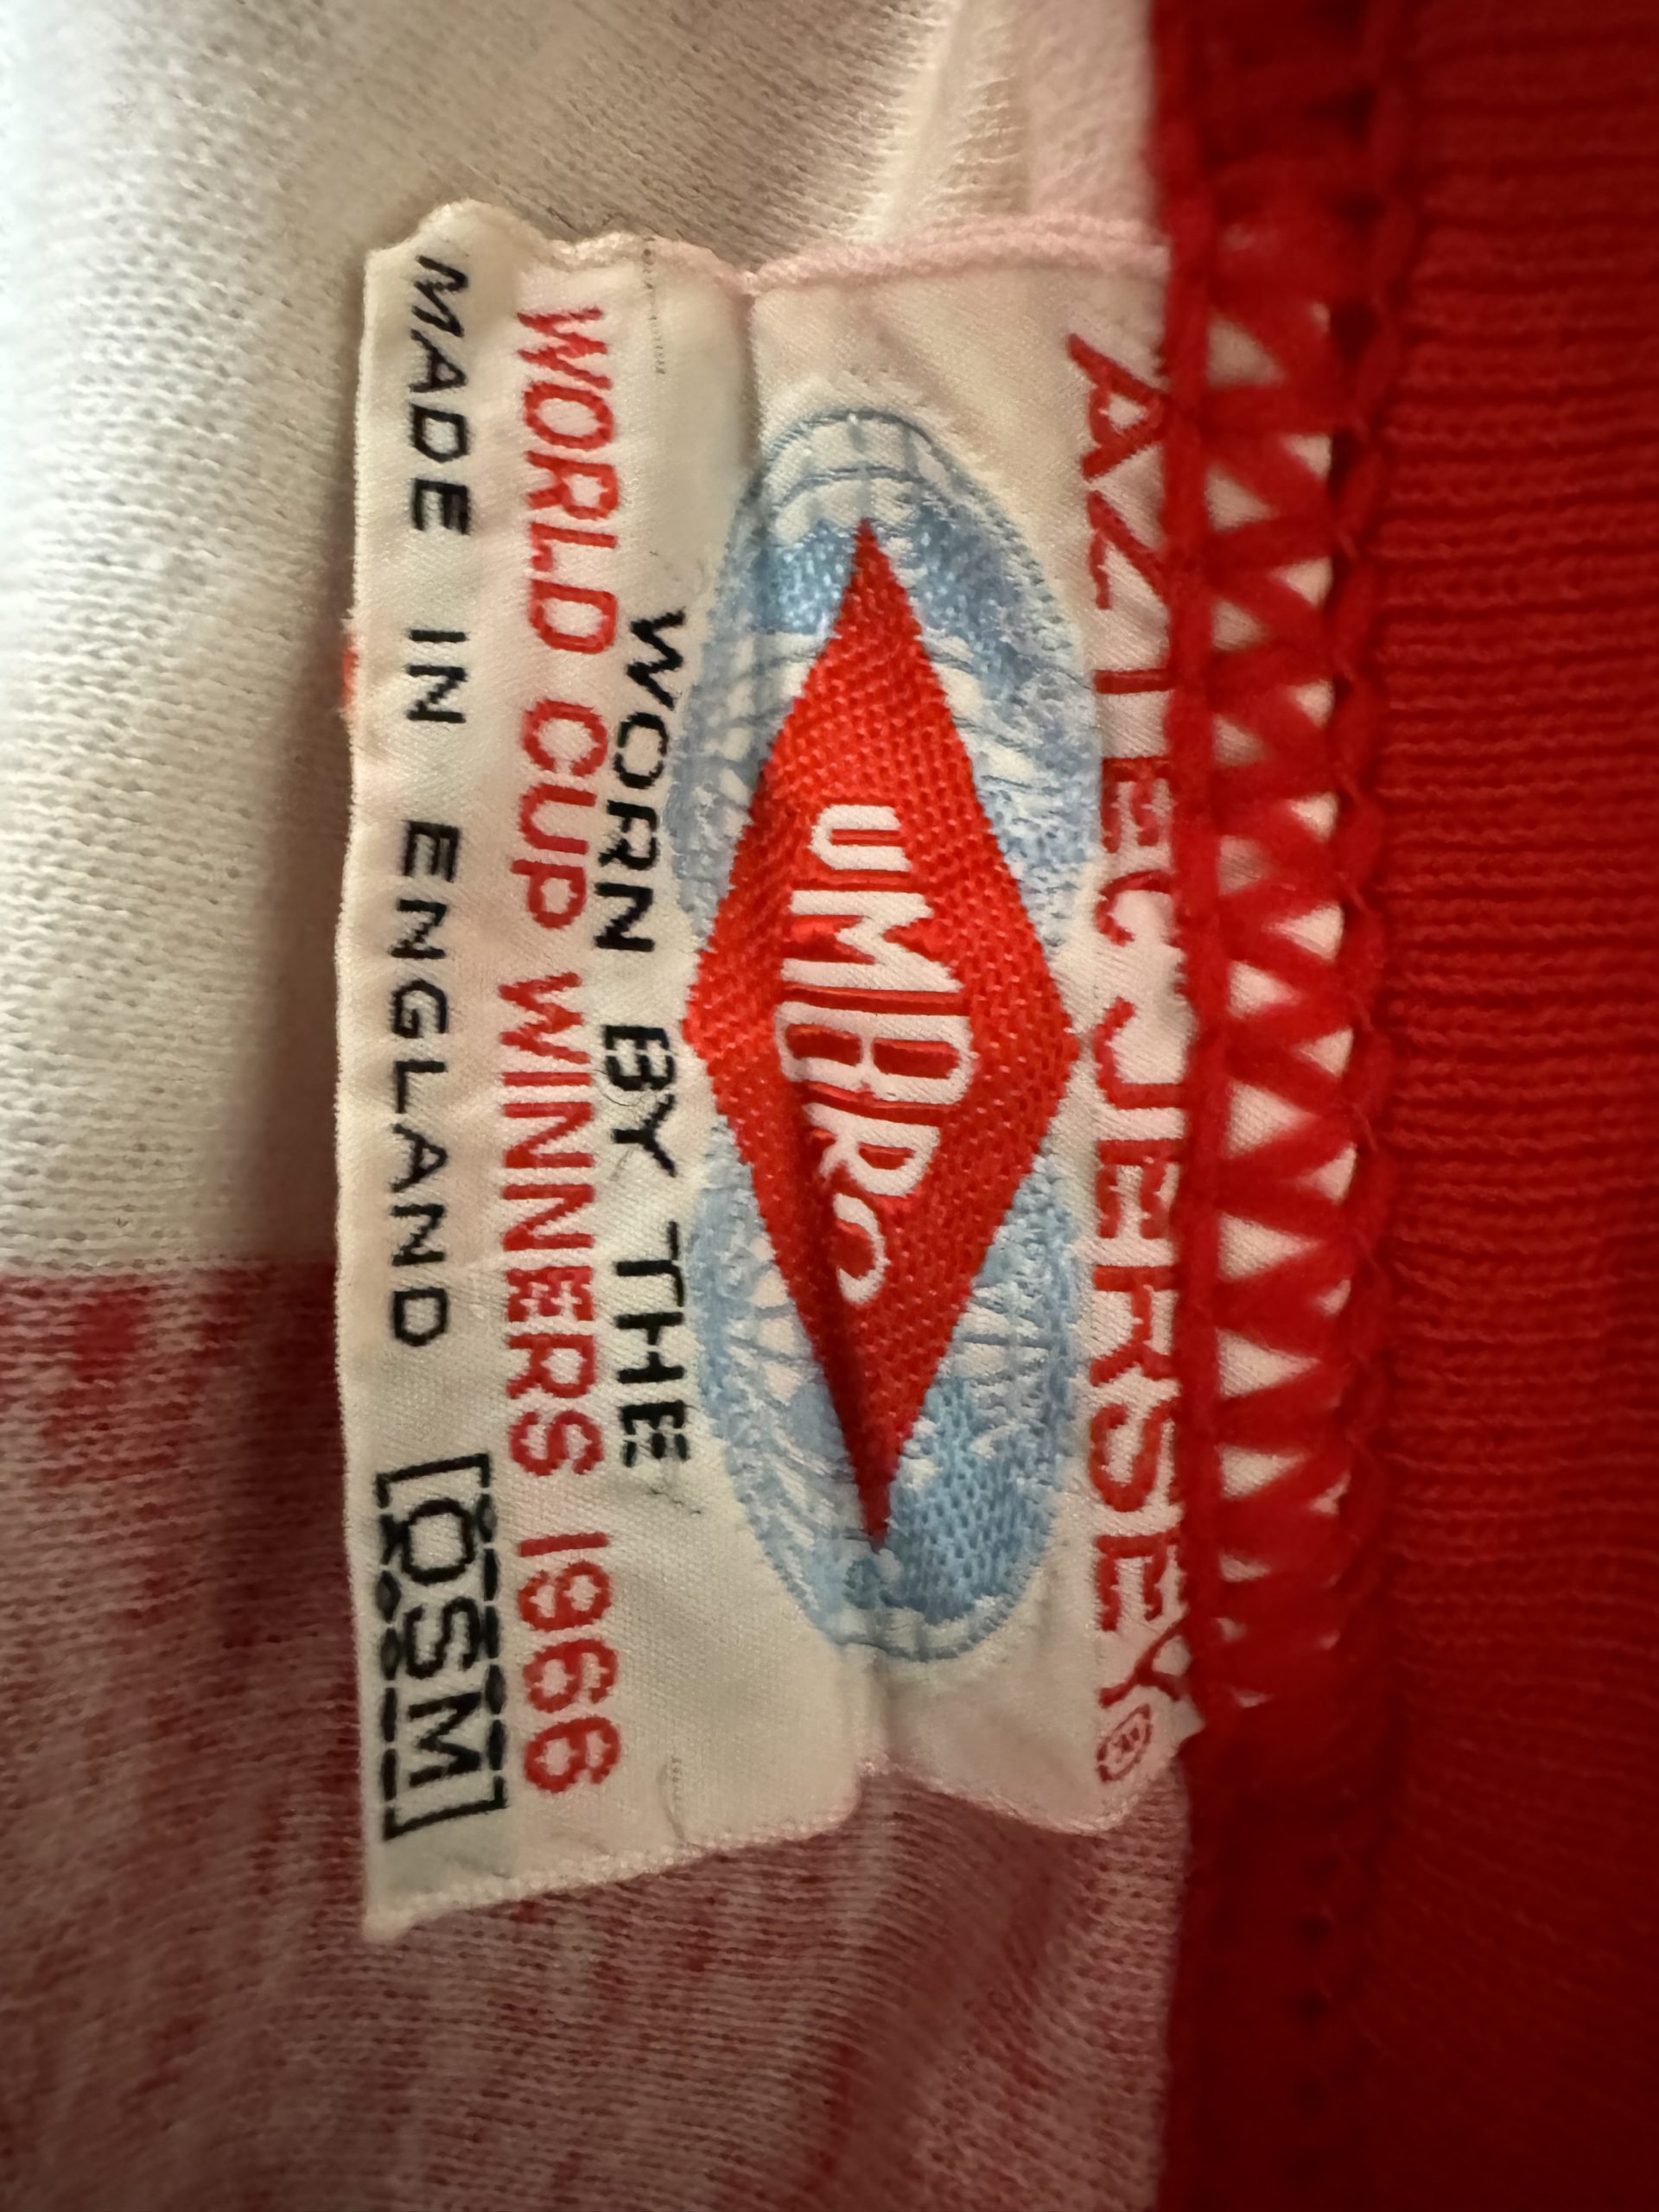 AZTEC JERSEY®
UMBRO
WORN BY THE
WORLD CUP WINNERS 1966
MADE IN ENGLAND OSM